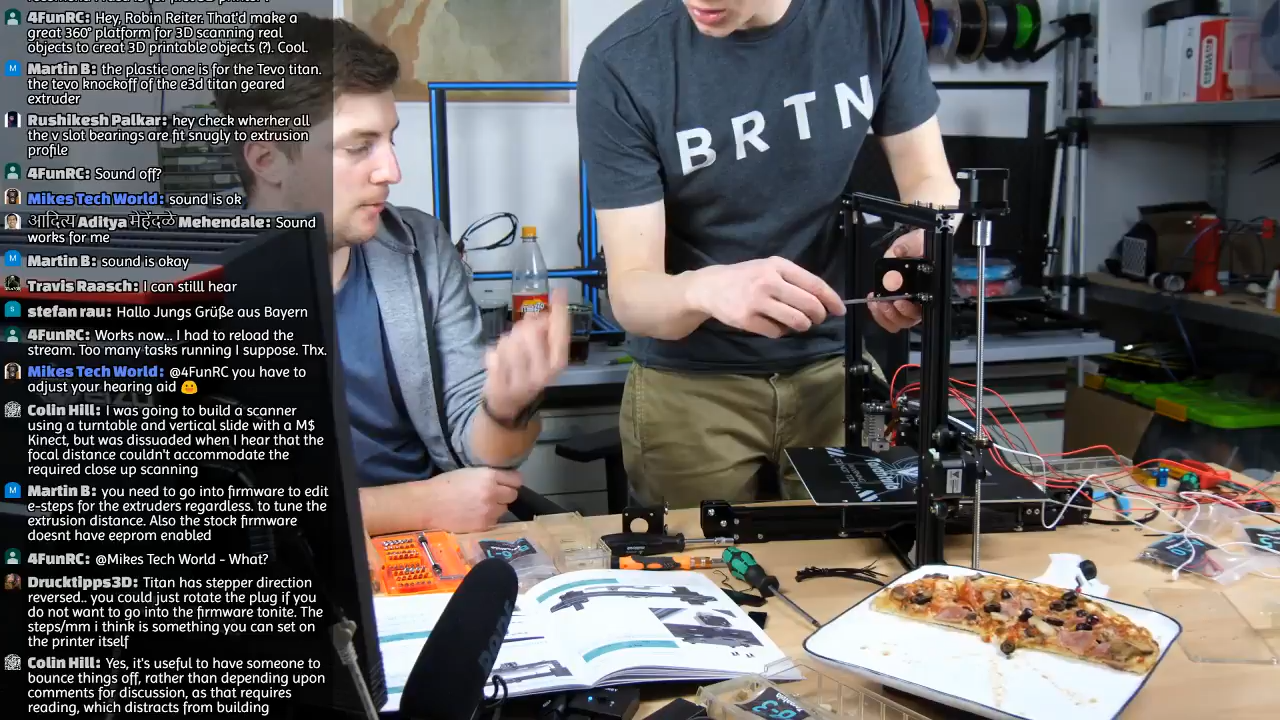 4FunRC: Hey, Robin Reiter. That'd make a
great 360° platform for 3D scanning real
objects to creat 3D printable objects (?). Cool.
Martin B: the plastic one is for the Tevo titan.
the tevo knockoff of the e3d titan geared
extruder
Rushikesh Palkar: hey check wherher all
the v slot bearings are fit snugly to extrusion
profile
4FunRC: Sound off?
Mikes Tech World: sound is ok
Aditya
Mehendale: Sound
works for me
Martin B: sound is okay
Travis Raasch: I can stilll hear
stefan rau: Hallo Jungs Grüße aus Boyern
4FunRC: Works now... I had to reload the
stream. Too many tasks running I suppose. Thx.
Mikes Tech World: @4FunRC you have to
adjust your hearing aid
Colin Hill: I was going to build a scanner
using a turntable and vertical slide with a M$
Kinect, but was dissuaded when I hear that the
focal distance couldn't accommodate the
required close up scanning
Martin B: you need to go into firmware to edit
e-steps for the extruders regardless. to tune the
extrusion distance. Also the stock firmware
doesnt have eeprom enabled
4FunRC: @Mikes Tech World - What?
Drucktipps3D: Titan has stepper direction
reversed.. you could just rotate the plug if you
do not want to go into the firmware tonite. The
steps/mm i think is something you can set on
the printer itself
Colin Hill: Yes, it's useful to have someone to
bounce things off, rather than depending upon
comments for discussion, as that requires
reading, which distracts from building
BRTN